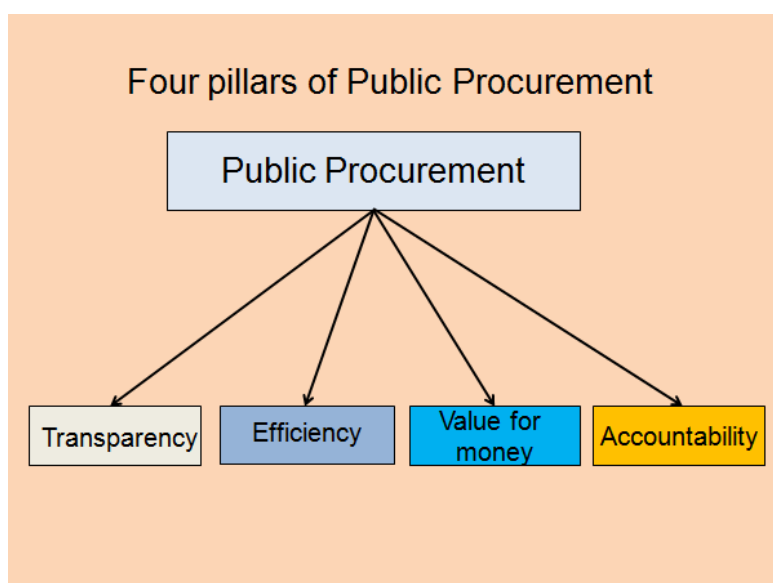 Four pillars of Public Procurement
Public Procurement
Transparency
Efficiency
Value for
money
Accountability